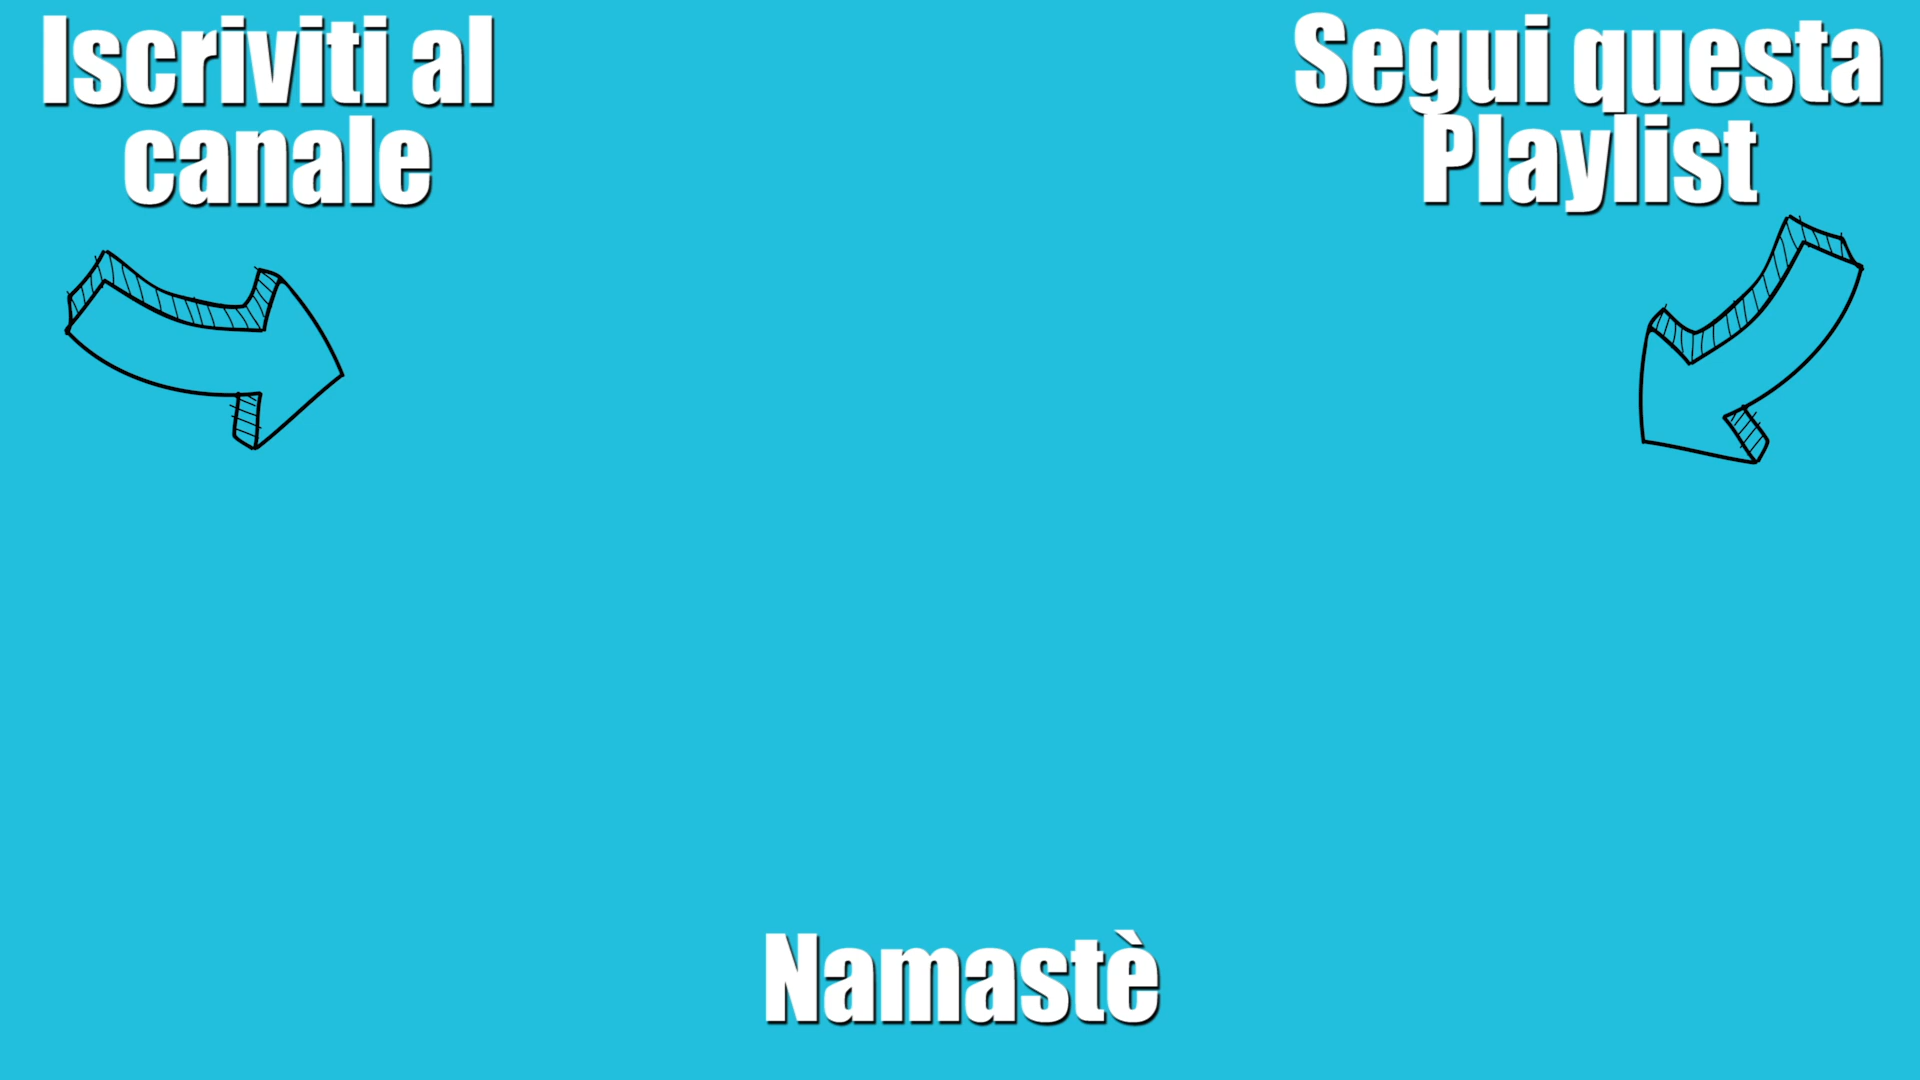 Iscriviti al
canale
Segui questa
Playlist
Namastè